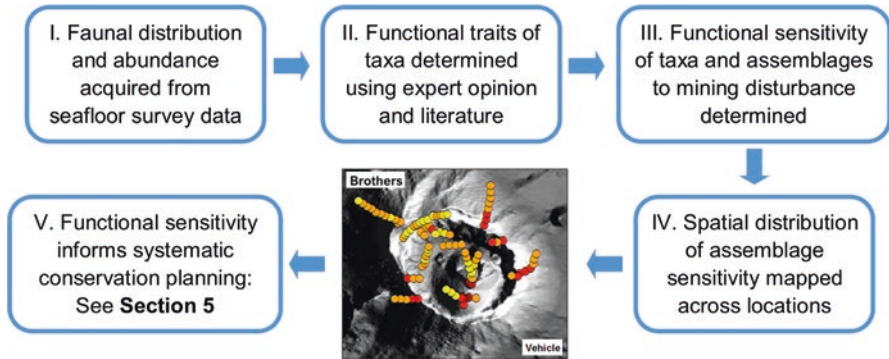 I. Faunal distribution
and abundance
acquired from
seafloor survey data
II. Functional traits of
taxa determined
using expert opinion
and literature
III. Functional sensitivity
of taxa and assemblages
to mining disturbance
determined
IV. Spatial distribution
of assemblage
sensitivity mapped
across locations
Brothers
Vehicle
V. Functional sensitivity
informs systematic
conservation planning:
See Section 5